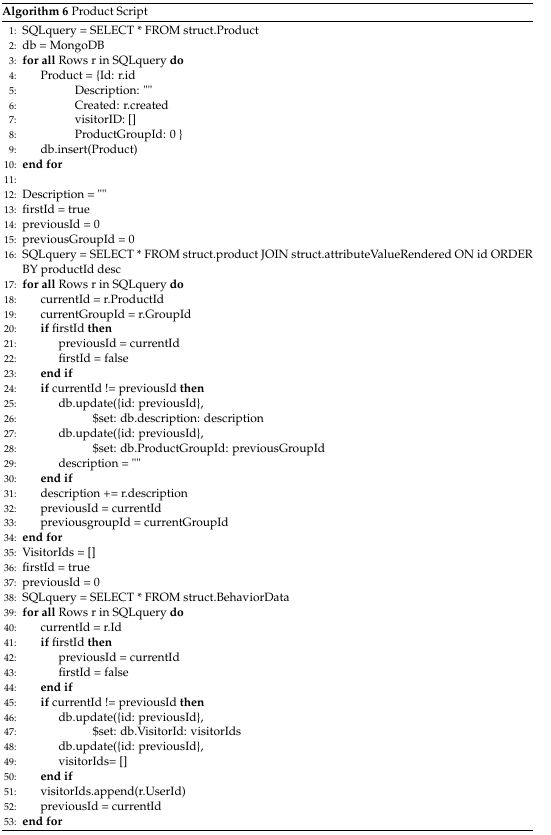 Algorithm 6 Product Script
1: SQLquery = SELECT * FROM struct.Product
2: db = MongoDB
3: for all Rows r in SQLquery do
4: Product = {Id: r.id
5: Description: ""
6: Created: r.created
7: visitorID: []
8: ProductGroupId: 0 }
9: db.insert(Product)
10: end for
11:
12: Description = ""
13: firstId = true
14: previousId = 0
15: previousGroupId = 0
16: SQLquery = SELECT * FROM struct.product JOIN struct.attributeValueRendered ON id ORDER
BY productId desc
17: for all Rows r in SQLquery do
18: currentId = r.ProductId
19: currentGroupId = r.GroupId
20: if firstId then
21: previousId = currentId
22: firstId = false
23: end if
24: if currentId != previousId then
25: db.update({id: previousId},
26: $set: db.description: description
27: db.update({id: previousId},
28: $set: db.ProductGroupId: previousGroupId
29: description = ""
30: end if
31: description += r.description
32: previousId = currentId
33: previousgroupId = currentGroupId
34: end for
35: VisitorIds = []
36: firstId = true
37: previousId = 0
38: SQLquery = SELECT * FROM struct.BehaviorData
39: for all Rows r in SQLquery do
40: currentId = r.Id
41: if firstId then
42: previousId = currentId
43: firstId = false
44: end if
45: if currentId != previousId then
46: db.update({id: previousId},
47: $set: db.VisitorId: visitorIds
48: db.update({id: previousId},
49: visitorIds= []
50: end if
51: visitorIds.append(r.UserId)
52: previousId = currentId
53: end for